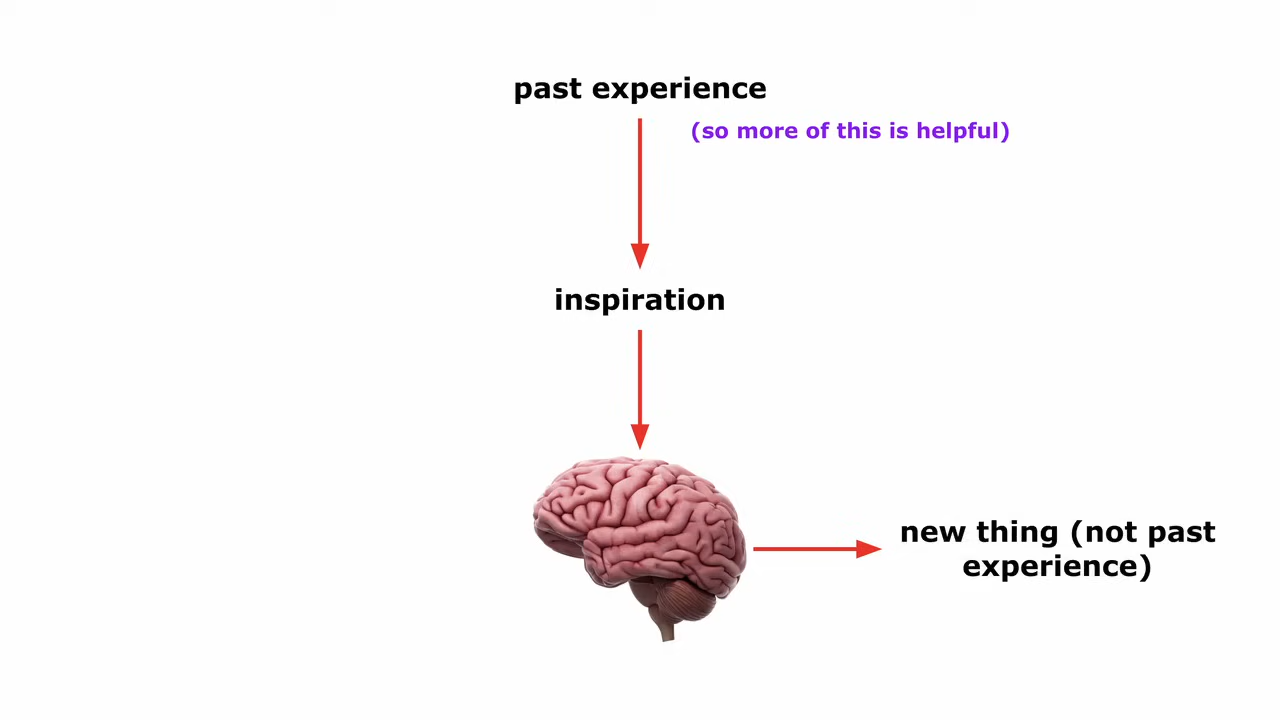 past experience
(so more of this is helpful)
inspiration
new thing (not past
experience)